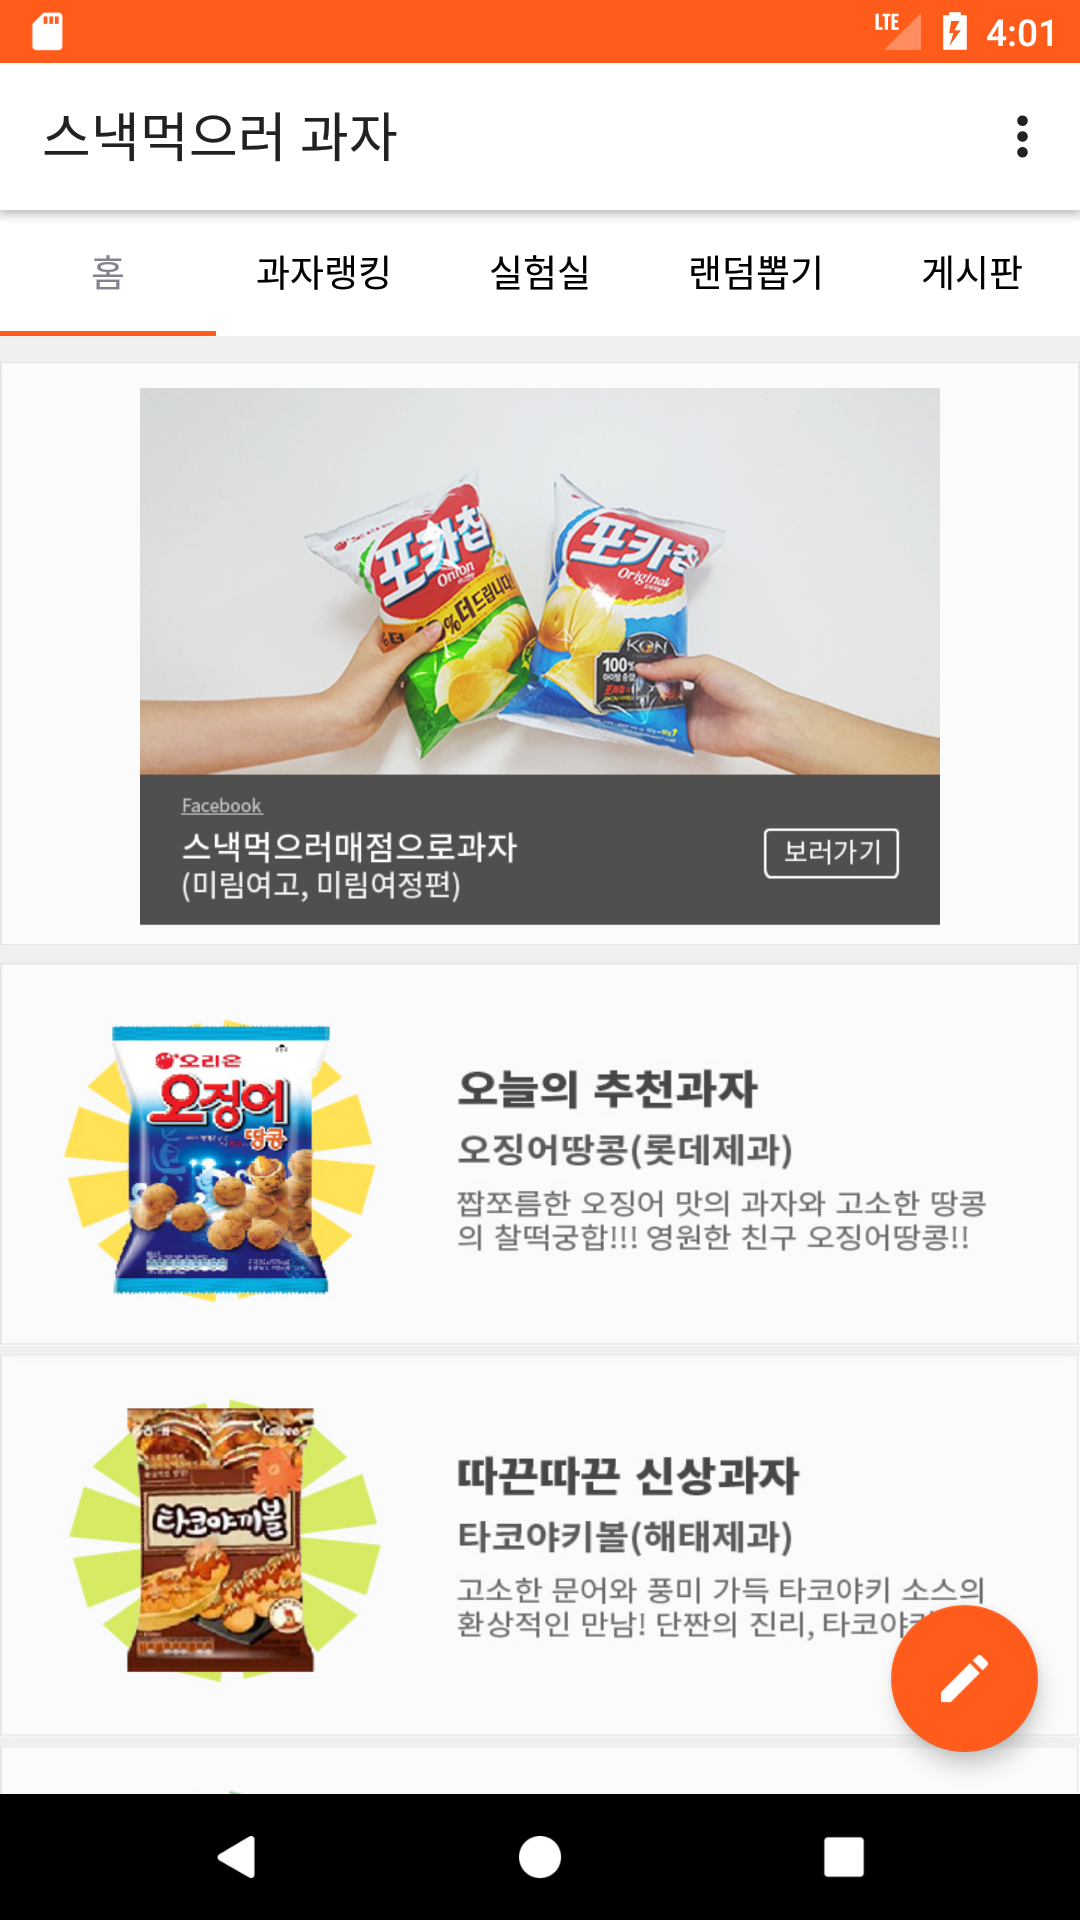 LTE 4:01
스낵먹으러 과자
홈 과자랭킹 실험실 랜덤뽑기 게시판
포카칩
Onion
더드립니다!
포카칩
Original
KON
100%
Facebook
스낵먹으러매점으로과자
(미림여고, 미림여정편)
보러가기
오리온
오징어
땅콩
오늘의 추천과자
오징어땅콩(롯데제과)
짭쪼름한 오징어 맛의 과자와 고소한 땅콩
의 찰떡궁합!!! 영원한 친구 오징어땅콩!!
Calbee
타코야끼볼
따끈따끈 신상과자
타코야키볼(해태제과)
고소한 문어와 풍미 가득 타코야키 소스의
환상적인 만남! 단짠의 진리, 타코야